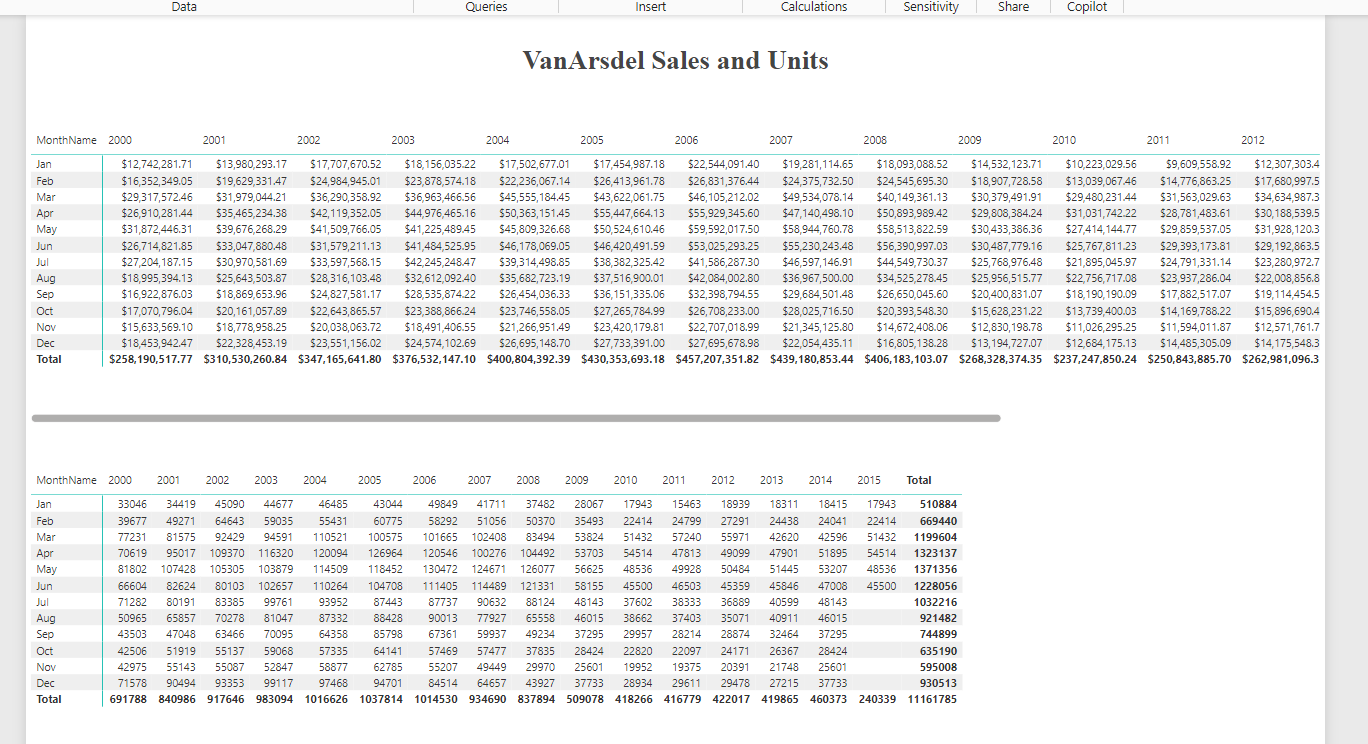 Data Queries Insert Calculations Sensitivity Share Copilot
VanArsdel Sales and Units
MonthName 2000 2001 2002 2003 2004 2005 2006 2007 2008 2009 2010 2011 2012
Jan $12,742,281.71 $13,980,293.17 $17,707,670.52 $18,156,035.22 $17,502,677.01 $17,454,987.18 $22,544,091.40 $19,281,114.65 $18,093,088.52 $14,532,123.71 $10,223,029.56 $9,609,558.92 $12,307,303.4
Feb $16,352,349.05 $19,629,331.47 $24,984,945.01 $23,878,574.18 $22,236,067.14 $26,413,961.78 $26,831,376.44 $24,375,732.50 $24,545,695.30 $18,907,728.58 $13,039,067.46 $14,776,863.25 $17,680,997.5
Mar $29,317,572.46 $31,979,044.21 $36,290,358.92 $36,963,466.56 $45,555,184.45 $43,622,061.75 $46,105,212.02 $49,534,078.14 $40,149,361.13 $30,379,491.91 $29,480,231.44 $31,563,029.63 $34,634,987.3
Apr $26,910,281.44 $35,465,234.38 $42,119,352.05 $44,976,465.16 $50,363,151.45 $55,447,664.13 $55,929,345.60 $47,140,498.10 $50,893,989.42 $29,808,384.24 $31,031,742.22 $28,781,483.61 $30,188,539.5
May $31,872,446.31 $39,676,268.29 $41,509,766.05 $41,225,489.45 $45,809,326.68 $50,524,610.46 $59,592,017.50 $58,944,760.78 $58,513,822.59 $30,433,386.36 $27,414,144.77 $29,859,537.05 $31,928,120.3
Jun $26,714,821.85 $33,047,880.48 $31,579,211.13 $41,484,525.95 $46,178,069.05 $46,420,491.59 $53,025,293.25 $55,230,243.48 $56,390,997.03 $30,487,779.16 $25,767,811.23 $29,393,173.81 $29,192,863.5
Jul $27,204,187.15 $30,970,581.69 $33,597,568.15 $42,245,248.47 $39,314,498.85 $38,382,325.42 $41,586,287.30 $46,597,146.91 $44,549,730.37 $25,768,976.48 $21,895,045.97 $24,791,331.14 $23,280,972.7
Aug $18,995,394.13 $25,643,503.87 $28,316,103.48 $32,612,092.40 $35,682,723.19 $37,516,900.01 $42,084,002.80 $36,967,500.00 $34,525,278.45 $25,956,515.77 $22,756,717.08 $23,937,286.04 $22,008,856.8
Sep $16,922,876.03 $18,869,653.96 $24,827,581.17 $28,535,874.22 $26,454,036.33 $36,151,335.06 $32,398,794.55 $29,684,501.48 $26,650,045.60 $20,400,831.07 $18,190,190.09 $17,882,517.07 $19,114,454.5
Oct $17,070,796.04 $20,161,057.89 $22,643,865.57 $23,388,866.24 $23,746,558.05 $27,265,784.99 $26,708,233.00 $28,025,716.50 $20,393,548.30 $15,628,231.22 $13,739,400.03 $14,169,788.22 $15,896,690.4
Nov $15,633,569.10 $18,778,958.25 $20,038,063.72 $18,491,406.55 $21,266,951.49 $23,420,179.81 $22,707,018.99 $21,345,125.80 $14,672,408.06 $12,830,198.78 $11,026,295.25 $11,594,011.87 $12,571,761.7
Dec $18,453,942.47 $22,328,453.19 $23,551,156.02 $24,574,102.69 $26,695,148.70 $27,733,391.00 $27,695,678.98 $22,054,435.11 $16,805,138.28 $13,194,727.07 $12,684,175.13 $14,485,305.09 $14,175,548.3
Total $258,190,517.77 $310,530,260.84 $347,165,641.80 $376,532,147.10 $400,804,392.39 $430,353,693.18 $457,207,351.82 $439,180,853.44 $406,183,103.07 $268,328,374.35 $237,247,850.24 $250,843,885.70 $262,981,096.3
MonthName 2000 2001 2002 2003 2004 2005 2006 2007 2008 2009 2010 2011 2012 2013 2014 2015 Total
Jan 33046 34419 45090 44677 46485 43044 49849 41711 37482 28067 17943 15463 18939 18311 18415 17943 510884
Feb 39677 49271 64643 59035 55431 60775 58292 51056 50370 35493 22414 24799 27291 24438 24041 22414 669440
Mar 77231 81575 92429 94591 110521 100575 101665 102408 83494 53824 51432 57240 55971 42620 42596 51432 1199604
Apr 70619 95017 109370 116320 120094 126964 120546 100276 104492 53703 54514 47813 49099 47901 51895 54514 1323137
May 81802 107428 105305 103879 114509 118452 130472 124671 126077 56625 48536 49928 50484 51445 53207 48536 1371356
Jun 66604 82624 80103 102657 110264 104708 111405 114489 121331 58155 45500 46503 45359 45846 47008 45500 1228056
Jul 71282 80191 83385 99761 93952 87443 87737 90632 88124 48143 37602 38333 36889 40599 48143 1032216
Aug 50965 65857 70278 81047 87332 88428 90013 77927 65558 46015 38662 37403 35071 40911 46015 921482
Sep 43503 47048 63466 70095 64358 85798 67361 59937 49234 37295 29957 28214 28874 32464 37295 744899
Oct 42506 51919 55137 59068 57335 64141 57469 57477 37835 28424 22820 22097 24171 26367 28424 635190
Nov 42975 55143 55087 52847 58877 62785 55207 49449 29970 25601 19952 19375 20391 21748 25601 595008
Dec 71578 90494 93353 99117 97468 94701 84514 64657 43927 37733 28934 29611 29478 27215 37733 930513
Total 691788 840986 917646 983094 1016626 1037814 1014530 934690 837894 509078 418266 416779 422017 419865 460373 240339 11161785